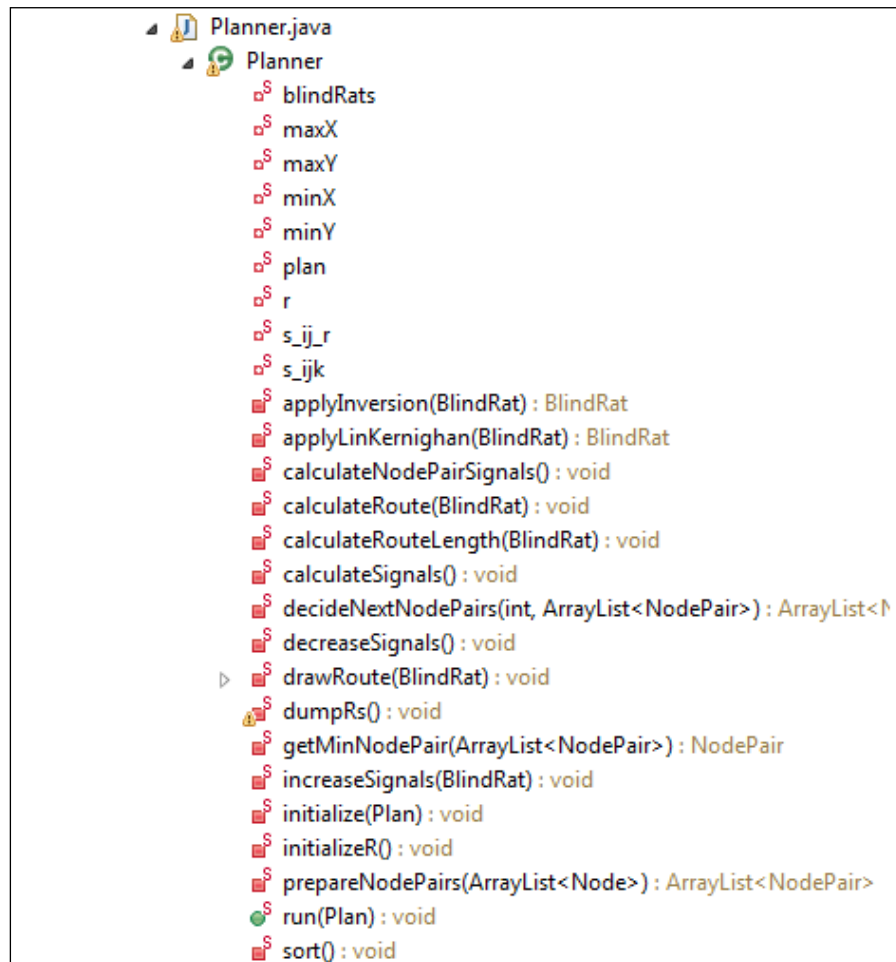 Planner.java
Planner
blindRats
maxX
maxY
minX
minY
plan
r
s_ij_r
s_ijk
applyInversion(BlindRat) : BlindRat
applyLinKernighan(BlindRat) : BlindRat
calculateNodePairSignals() : void
calculateRoute(BlindRat) : void
calculateRouteLength(BlindRat) : void
calculateSignals() : void
decideNextNodePairs(int, ArrayList<NodePair>) : ArrayList<N
decreaseSignals() : void
drawRoute(BlindRat) : void
dumpRs() : void
getMinNodePair(ArrayList<NodePair>) : NodePair
increaseSignals(BlindRat) : void
initialize(Plan) : void
initializeR() : void
prepareNodePairs(ArrayList<Node>) : ArrayList<NodePair>
run(Plan) : void
sort() : void